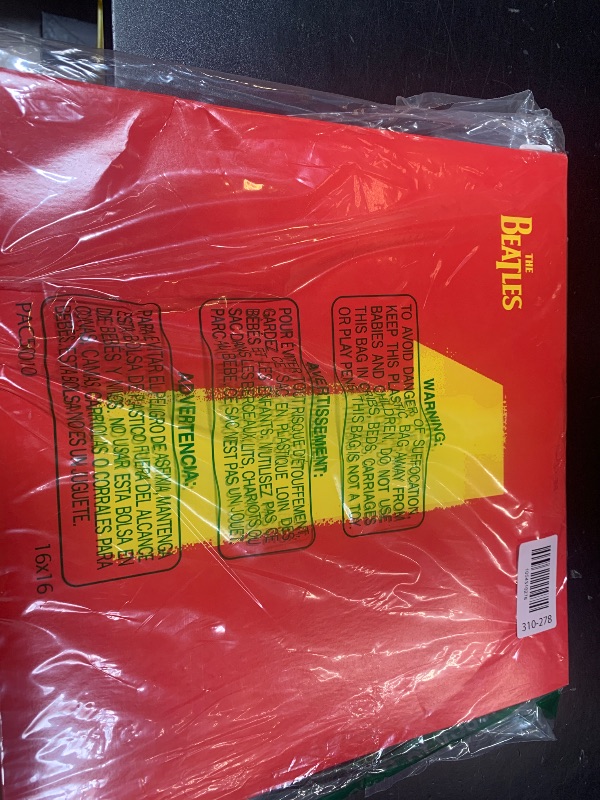 THE
BEATLES
WARNING:
TO AVOID DANGER OF SUFFOCATION,
KEEP THIS PLASTIC BAG AWAY FROM
BABIES AND CHILDREN. DO NOT USE
THIS BAG IN CRIBS, BEDS, CARRIAGES
OR PLAY PENS. THIS BAG IS NOT A TOY.
AVERTISSEMENT:
POUR ÉVITER TOUT RISQUE D'ÉTOUFFEMENT,
GARDEZ CE SAC EN PLASTIQUE LOIN DES
BÉBÉS ET ENFANTS. N'UTILISEZ PAS CE
SAC DANS LES BERCEAUX, LITS, CHARIOTS OU
PARC À BÉBÉ. CE SAC N'EST PAS UN JOUET.
ADVERTENCIA:
PARA EVITAR EL PELIGRO DE ASFIXIA, MANTENGA
ESTA BOLSA DE PLÁSTICO FUERA DEL ALCANCE
DE BEBES Y NIÑOS. NO USAR ESTA BOLSA EN
CUNAS, CAMAS, CARROZAS O CORRALES PARA
BEBES. ESTA BOLSA NO ES UN JUGUETE.
PAC3010
16x16
310-278